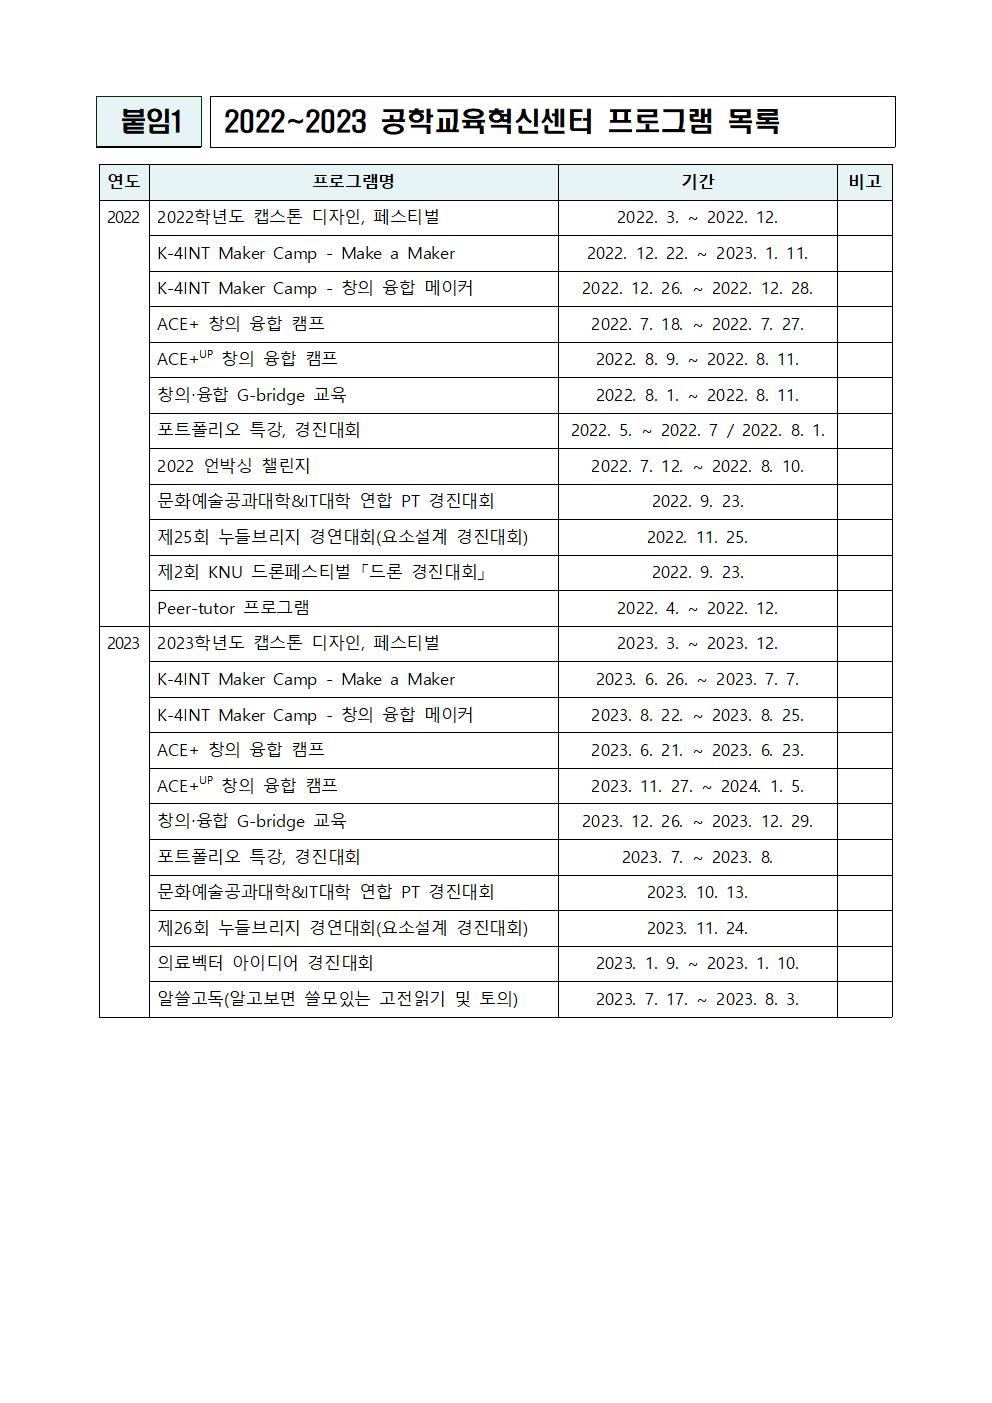 붙임1 2022~2023 공학교육혁신센터 프로그램 목록
연도 프로그램명 기간 비고
2022 2022학년도 캡스톤 디자인, 페스티벌 2022. 3. ~ 2022. 12.
K-4INT Maker Camp - Make a Maker 2022. 12. 22. ~ 2023. 1. 11.
K-4INT Maker Camp - 창의 융합 메이커 2022. 12. 26. ~ 2022. 12. 28.
ACE+ 창의 융합 캠프 2022. 7. 18. ~ 2022. 7. 27.
ACE+UP 창의 융합 캠프 2022. 8. 9. ~ 2022. 8. 11.
창의·융합 G-bridge 교육 2022. 8. 1. ~ 2022. 8. 11.
포트폴리오 특강, 경진대회 2022. 5. ~ 2022. 7 / 2022. 8. 1.
2022 언박싱 챌린지 2022. 7. 12. ~ 2022. 8. 10.
문화예술공과대학&IT대학 연합 PT 경진대회 2022. 9. 23.
제25회 누들브리지 경연대회(요소설계 경진대회) 2022. 11. 25.
제2회 KNU 드론페스티벌「드론 경진대회」 2022. 9. 23.
Peer-tutor 프로그램 2022. 4. ~ 2022. 12.
2023 2023학년도 캡스톤 디자인, 페스티벌 2023. 3. ~ 2023. 12.
K-4INT Maker Camp - Make a Maker 2023. 6. 26. ~ 2023. 7. 7.
K-4INT Maker Camp - 창의 융합 메이커 2023. 8. 22. ~ 2023. 8. 25.
ACE+ 창의 융합 캠프 2023. 6. 21. ~ 2023. 6. 23.
ACE+UP 창의 융합 캠프 2023. 11. 27. ~ 2024. 1. 5.
창의·융합 G-bridge 교육 2023. 12. 26. ~ 2023. 12. 29.
포트폴리오 특강, 경진대회 2023. 7. ~ 2023. 8.
문화예술공과대학&IT대학 연합 PT 경진대회 2023. 10. 13.
제26회 누들브리지 경연대회(요소설계 경진대회) 2023. 11. 24.
의료벡터 아이디어 경진대회 2023. 1. 9. ~ 2023. 1. 10.
알쓸고독(알고보면 쓸모있는 고전읽기 및 토의) 2023. 7. 17. ~ 2023. 8. 3.